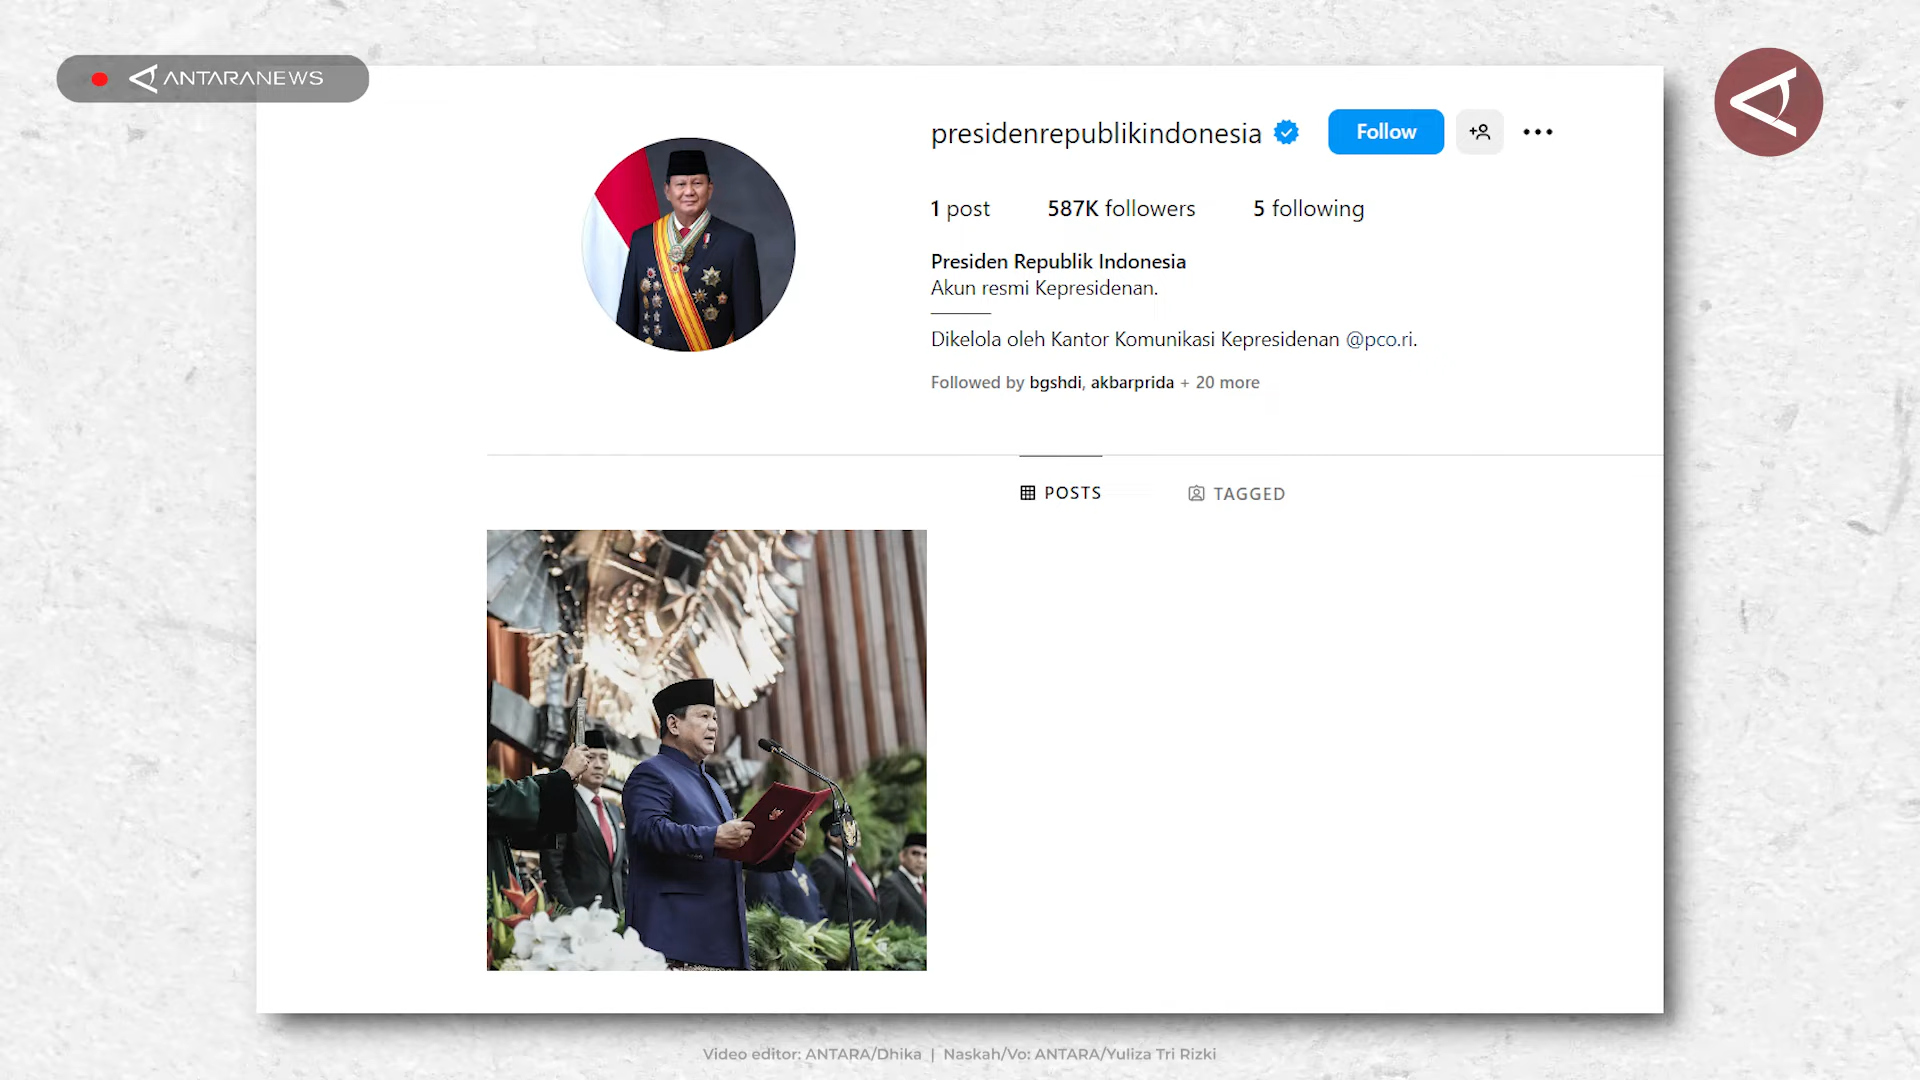 ANTARANEWS
presidenrepublikindonesia
Follow
1 post 587K followers 5 following
Presiden Republik Indonesia
Akun resmi Kepresidenan.
Dikelola oleh Kantor Komunikasi Kepresidenan @pco.ri.
Followed by bgshdi, akbarprida + 20 more
POSTS TAGGED
Video editor: ANTARA/Dhika | Naskah/Vo: ANTARA/Yuliza Tri Rizki